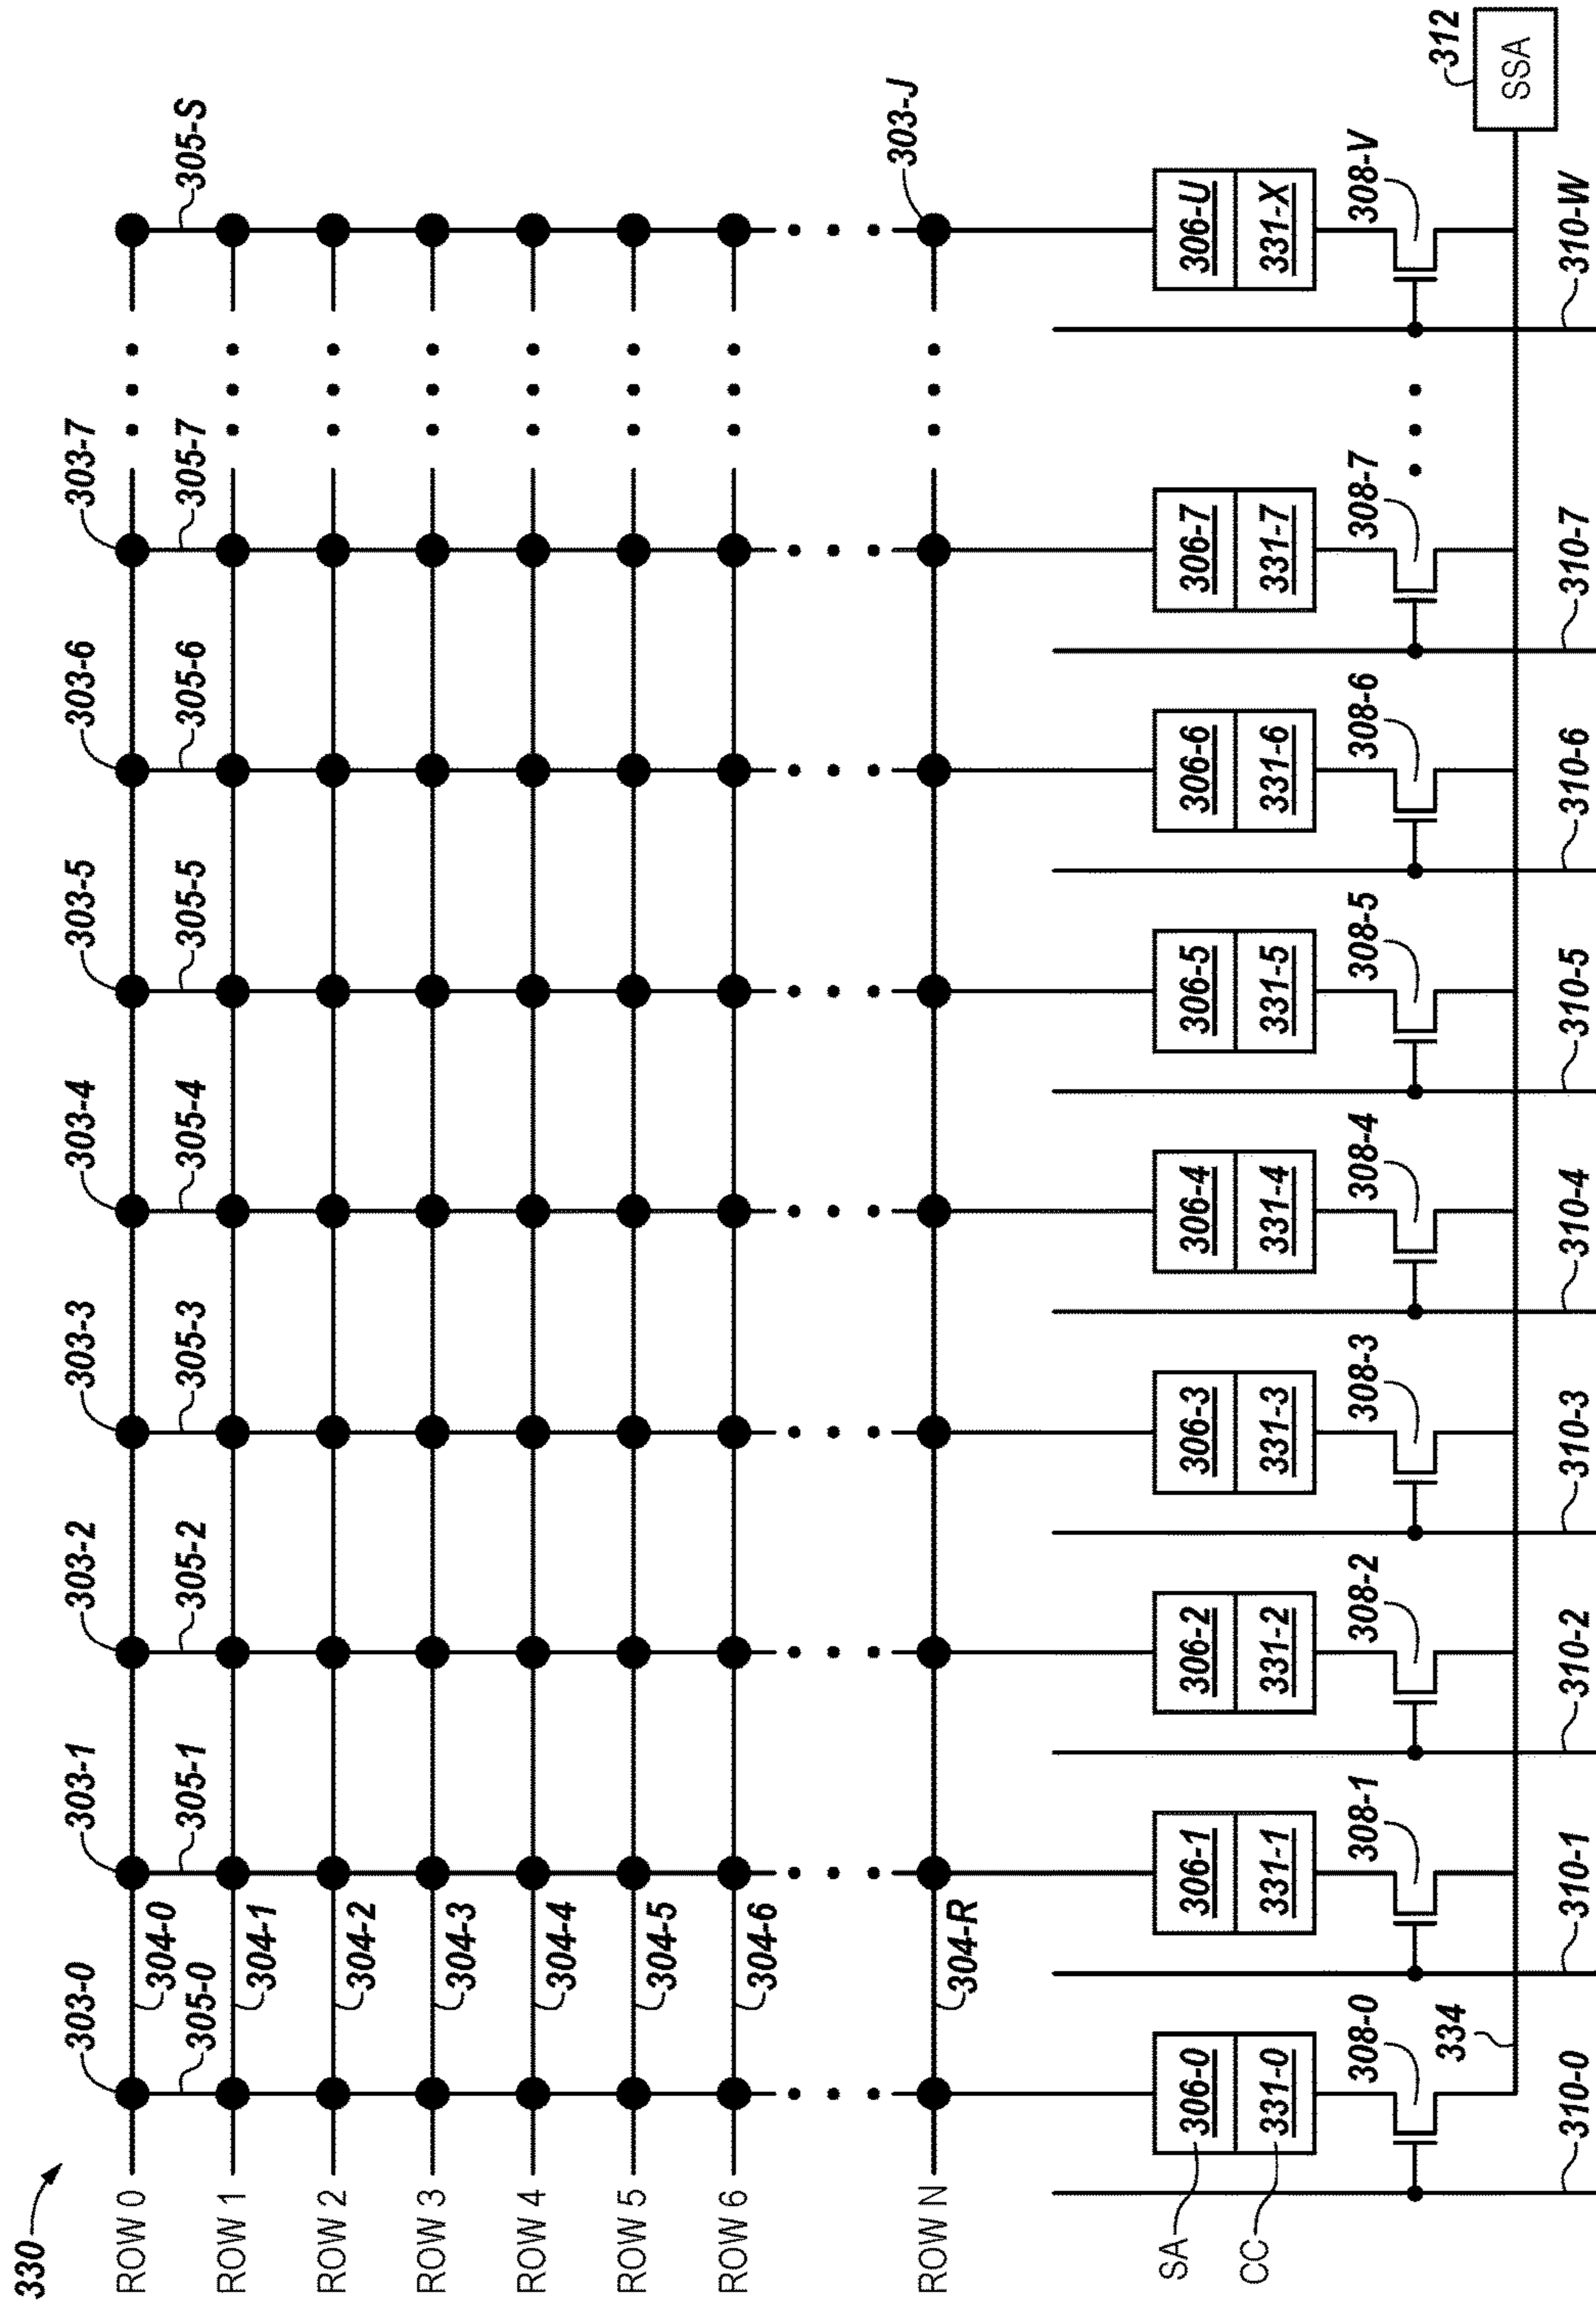 330
303-0 303-1 303-2 303-3 303-4 303-5 303-6 303-7
ROW 0 304-0
305-0 305-1 305-2 305-3 305-4 305-5 305-6 305-7 305-S
ROW 1 304-1
ROW 2 304-2
ROW 3 304-3
ROW 4 304-4
ROW 5 304-5
ROW 6 304-6
303-J
ROW N 304-R
SA 306-0 306-1 306-2 306-3 306-4 306-5 306-6 306-7 306-U
CC 331-0 331-1 331-2 331-3 331-4 331-5 331-6 331-7 331-X
308-0 308-1 308-2 308-3 308-4 308-5 308-6 308-7 308-V
334 312
SSA
310-0 310-1 310-2 310-3 310-4 310-5 310-6 310-7 310-W